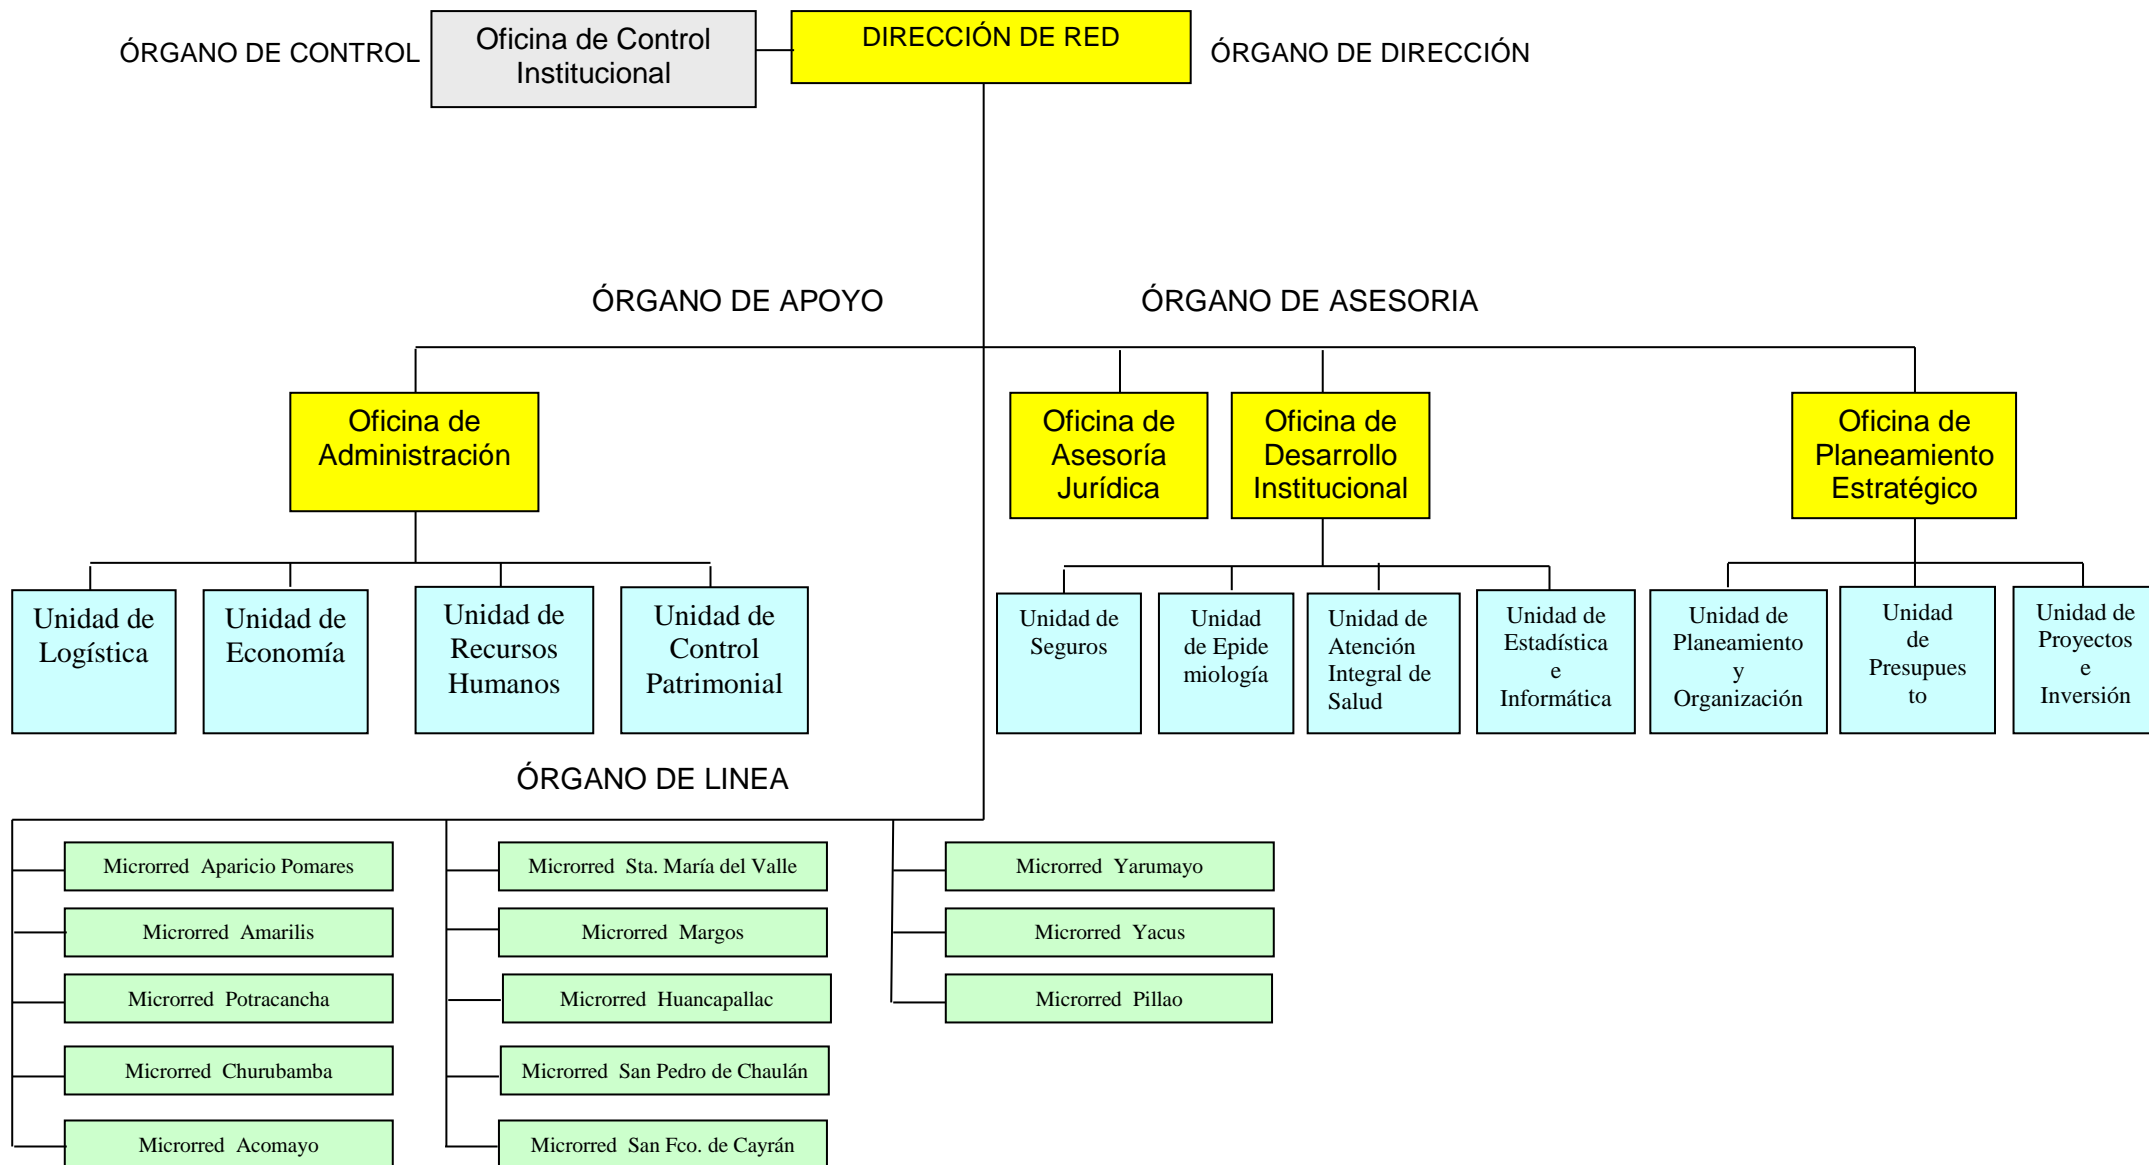 ÓRGANO DE CONTROL
Oficina de Control
Institucional
DIRECCIÓN DE RED
ÓRGANO DE DIRECCIÓN
ÓRGANO DE APOYO
ÓRGANO DE ASESORIA
Oficina de
Administración
Oficina de
Asesoría
Jurídica
Oficina de
Desarrollo
Institucional
Oficina de
Planeamiento
Estratégico
Unidad de
Logística
Unidad de
Economía
Unidad de
Recursos
Humanos
Unidad de
Control
Patrimonial
Unidad de
Seguros
Unidad
de Epide
miología
Unidad de
Atención
Integral de
Salud
Unidad de
Estadística
e
Informática
Unidad de
Planeamiento
y
Organización
Unidad
de
Presupues
to
Unidad de
Proyectos
e
Inversión
ÓRGANO DE LINEA
Microrred Aparicio Pomares
Microrred Amarilis
Microrred Potracancha
Microrred Churubamba
Microrred Acomayo
Microrred Sta. María del Valle
Microrred Margos
Microrred Huancapallac
Microrred San Pedro de Chaulán
Microrred San Fco. de Cayrán
Microrred Yarumayo
Microrred Yacus
Microrred Pillao